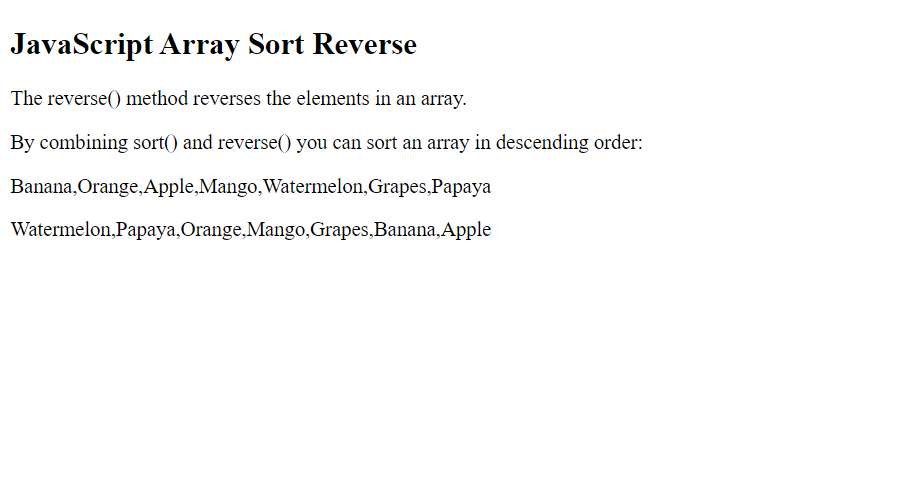 JavaScript Array Sort Reverse
The reverse() method reverses the elements in an array.
By combining sort() and reverse() you can sort an array in descending order:
Banana,Orange,Apple,Mango,Watermelon,Grapes,Papaya
Watermelon,Papaya,Orange,Mango,Grapes,Banana,Apple